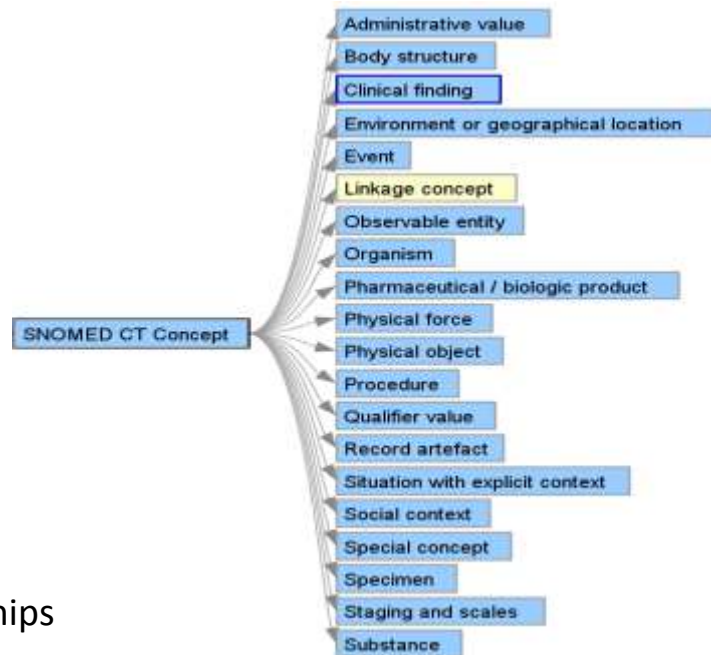 Administrative value
Body structure
Clinical finding
Environment or geographical location
Event
Linkage concept
Observable entity
Organism
Pharmaceutical / biologic product
Physical force
SNOMED CT Concept
Physical object
Procedure
Qualifier value
Record artefact
Situation with explicit context
Social context
Special concept
Specimen
hips
Staging and scales
Substance